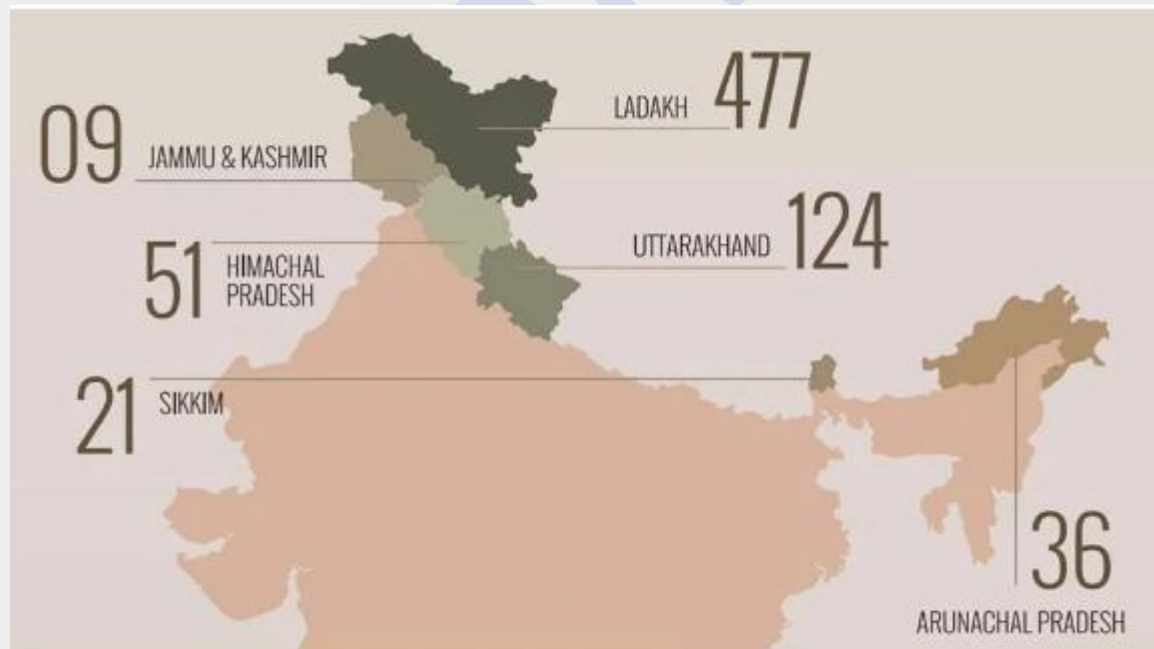 LADAKH 477
09 JAMMU & KASHMIR
UTTARAKHAND 124
51 HIMACHAL
PRADESH
21 SIKKIM
36
ARUNACHAL PRADESH